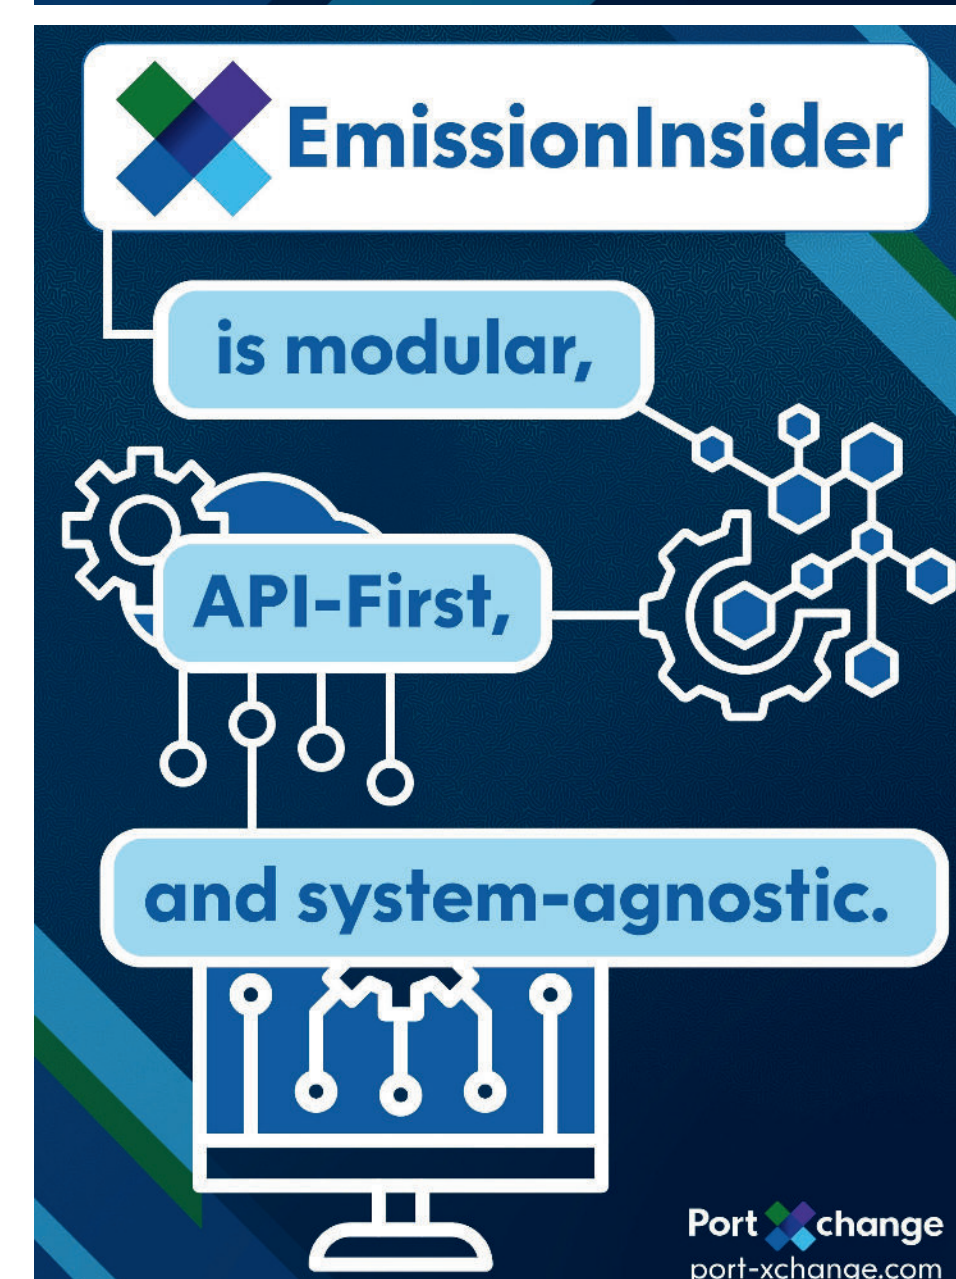 EmissionInsider
is modular,
API-First,
and system-agnostic.
Port change
port-xchange.com